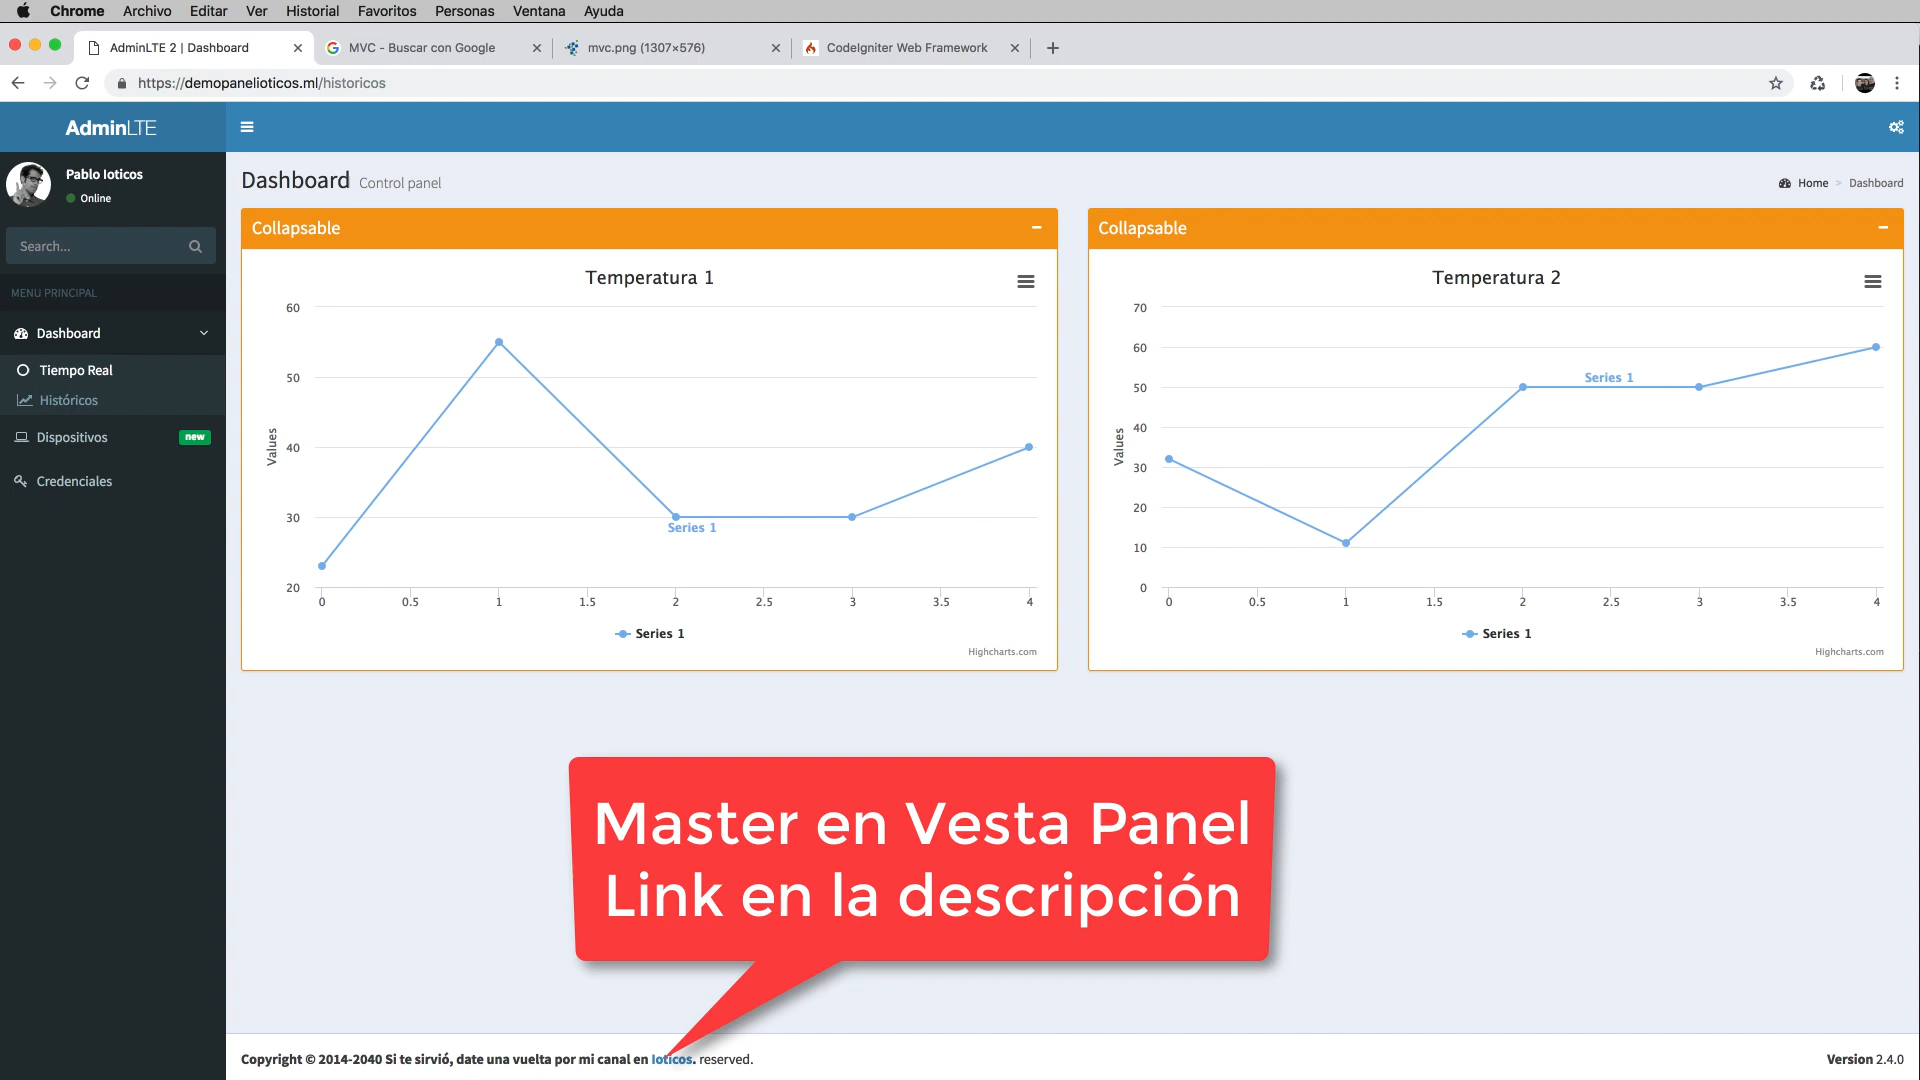 Chrome Archivo Editar Ver Historial Favoritos Personas Ventana Ayuda
AdminLTE 2 | Dashboard MVC - Buscar con Google mvc.png (1307×576) CodeIgniter Web Framework
https://demopanelioticos.ml/historicos
AdminLTE
Pablo Ioticos
Online
Search...
MENU PRINCIPAL
Dashboard
Tiempo Real
Históricos
Dispositivos new
Credenciales
Dashboard Control panel
Home > Dashboard
Collapsable
Temperatura 1
60
50
40
30
20
Values
Series 1
0 0.5 1 1.5 2 2.5 3 3.5 4
Series 1
Highcharts.com
Collapsable
Temperatura 2
70
60
50
40
30
20
10
0
Values
Series 1
0 0.5 1 1.5 2 2.5 3 3.5 4
Series 1
Highcharts.com
Master en Vesta Panel
Link en la descripción
Copyright © 2014-2040 Si te sirvió, date una vuelta por mi canal en Ioticos. reserved.
Version 2.4.0